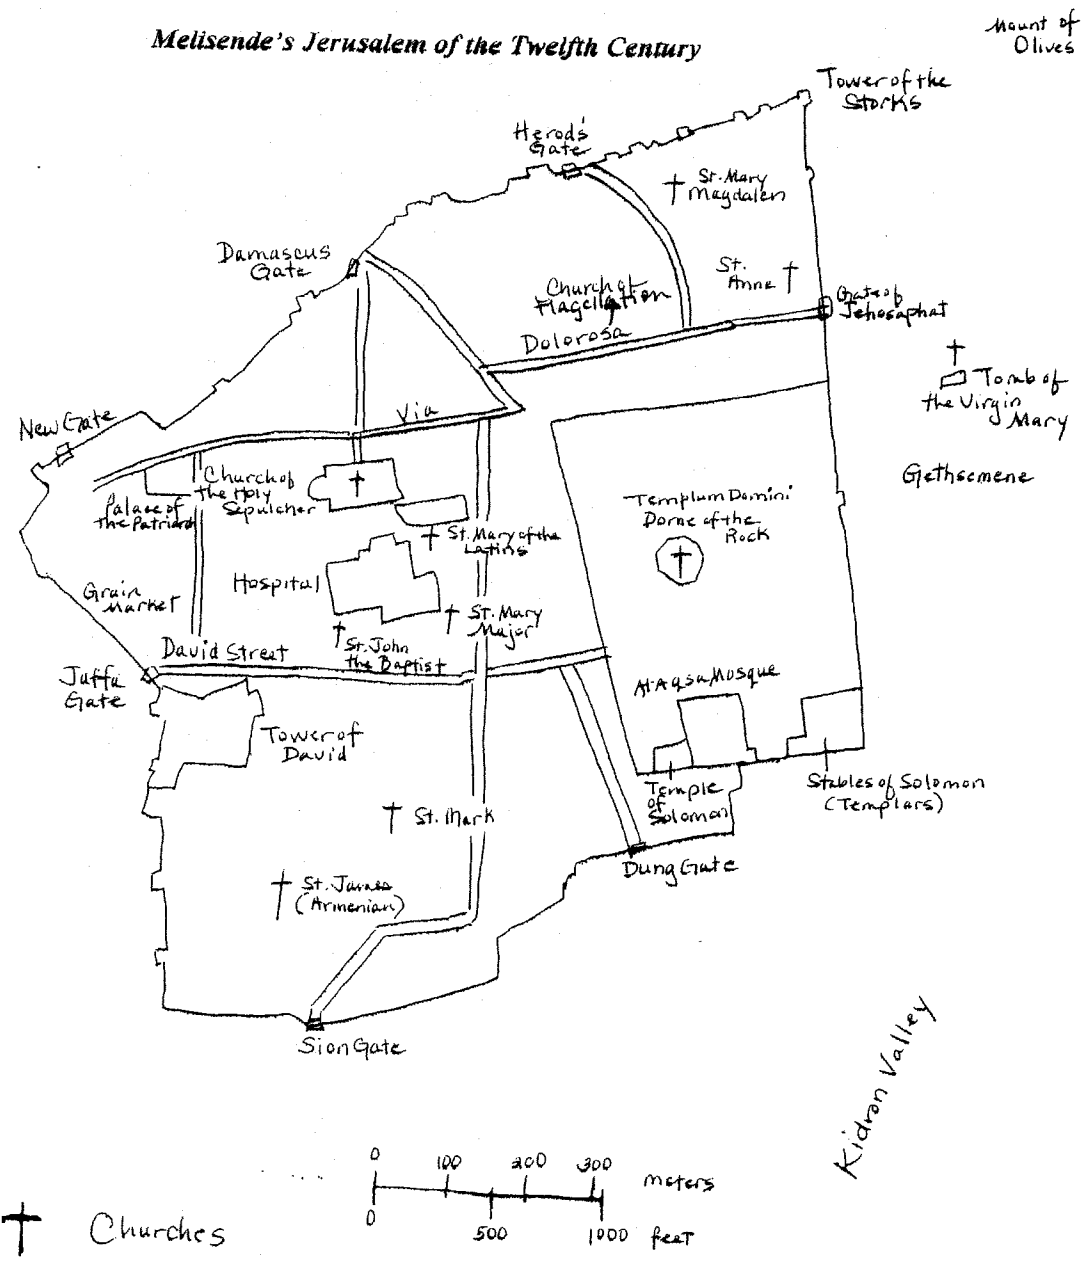 Melisende's Jerusalem of the Twelfth Century
Mount of
Olives
Tower of the
Storks
Herods'
Gate
St. Mary
Magdalen
Damascus
Gate
St.
Anne
Church of
Flagellation
Gate of
Jehosaphat
Dolorosa
Tomb of
the Virgin
Mary
Via
New Gate
Church of
the Holy
Sepulcher
Palace of
the Patriarch
Gethsemene
Templum Domini
Dome of the
Rock
St. Mary of the
Latins
Hospital
Grain
Market
St. Mary
Major
St. John
the Baptist
David Street
Jaffa
Gate
Al-Aqsa Mosque
Tower of
David
Temple
of
Solomon
Stables of Solomon
(Templars)
St. Mark
Dung Gate
St. James
(Armenian)
Sion Gate
Kidron Valley
0 100 200 300 meters
0 500 1000 feet
Churches